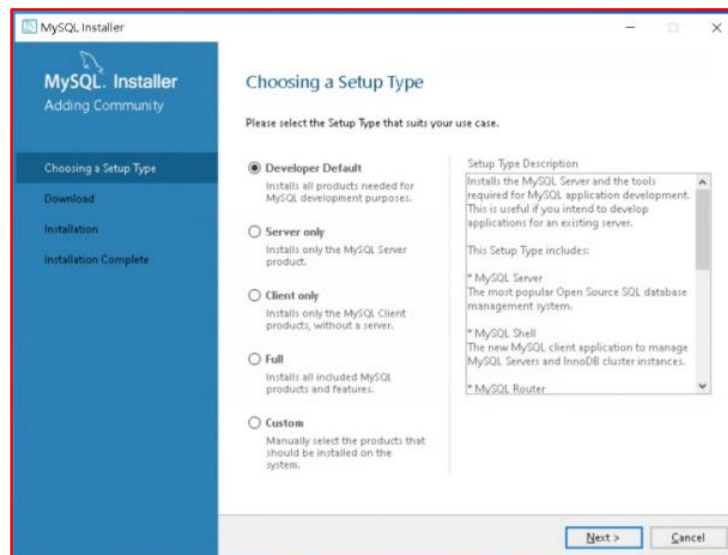 MySQL Installer
MySQL. Installer
Adding Community
Choosing a Setup Type
Download
Installation
Installation Complete
Choosing a Setup Type
Please select the Setup Type that suits your use case.
Developer Default
Installs all products needed for
MySQL development purposes.
Server only
Installs only the MySQL Server
product.
Client only
Installs only the MySQL Client
products, without a server.
Full
Installs all included MySQL
products and features.
Custom
Manually select the products that
should be installed on the
system.
Setup Type Description
Installs the MySQL Server and the tools
required for MySQL application development.
This is useful if you intend to develop
applications for an existing server.
This Setup Type includes:
* MySQL Server
The most popular Open Source SQL database
management system.
* MySQL Shell
The new MySQL client application to manage
MySQL Servers and InnoDB cluster instances.
* MySQL Router
Next >
Cancel